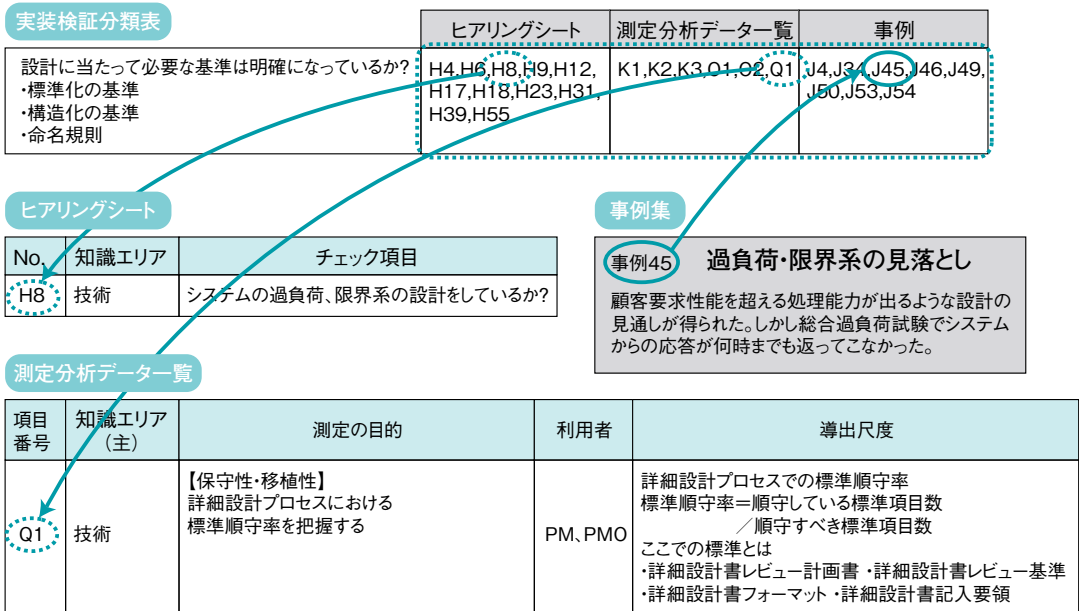 実装検証分類表
ヒアリングシート
測定分析データ一覧
事例
設計に当たって必要な基準は明確になっているか?
・標準化の基準
・構造化の基準
・命名規則
H4,H6,H8,H9,H12,
H17,H18,H23,H31,
H39,H55
K1,K2,K3,O1,O2,Q1
J4,J34,J45,J46,J49,
J50,J53,J54
ヒアリングシート
No.
知識エリア
チェック項目
H8
技術
システムの過負荷、限界系の設計をしているか?
事例集
事例45
過負荷・限界系の見落とし
顧客要求性能を超える処理能力が出るような設計の
見通しが得られた。しかし総合過負荷試験でシステム
からの応答が何時までも返ってこなかった。
測定分析データ一覧
項目
番号
知識エリア
(主)
測定の目的
利用者
導出尺度
Q1
技術
【保守性・移植性】
詳細設計プロセスにおける
標準順守率を把握する
PM、PMO
詳細設計プロセスでの標準順守率
標準順守率=順守している標準項目数
/順守すべき標準項目数
ここでの標準とは
・詳細設計書レビュー計画書 ・詳細設計書レビュー基準
・詳細設計書フォーマット ・詳細設計書記入要領